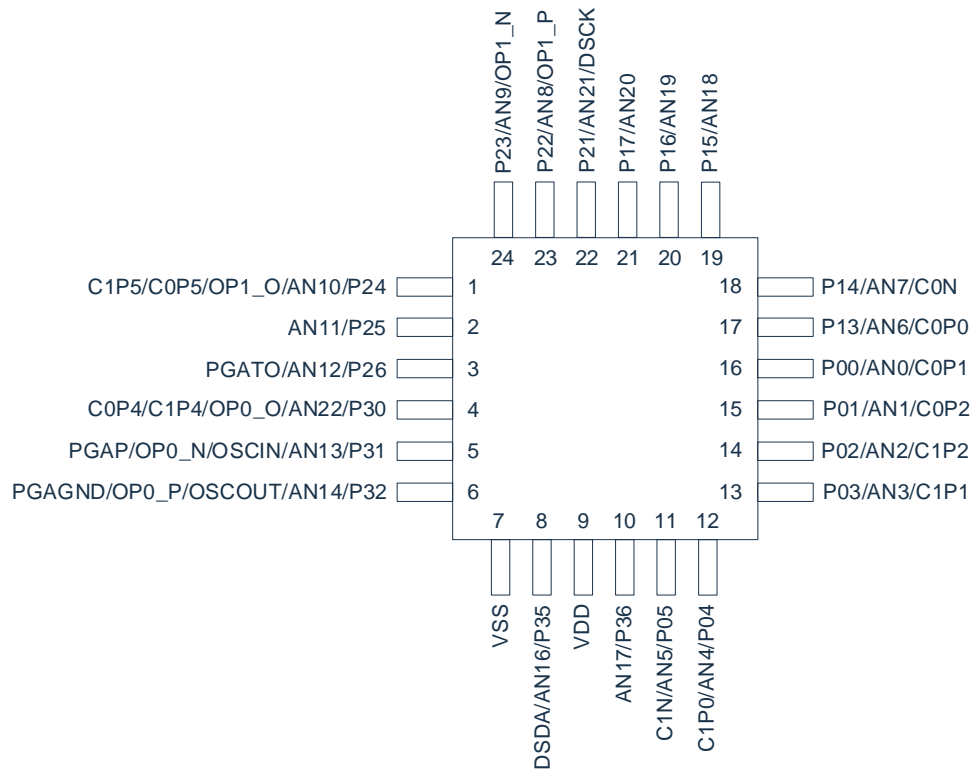 P23/AN9/OP1_N
P22/AN8/OP1_P
P21/AN21/DSCK
P17/AN20
P16/AN19
P15/AN18
24
23
22
21
20
19
C1P5/C0P5/OP1_O/AN10/P24
1
18
P14/AN7/C0N
AN11/P25
2
17
P13/AN6/C0P0
PGATO/AN12/P26
3
16
P00/AN0/C0P1
C0P4/C1P4/OP0_O/AN22/P30
4
15
P01/AN1/C0P2
PGAP/OP0_N/OSCIN/AN13/P31
5
14
P02/AN2/C1P2
PGAGND/OP0_P/OSCOUT/AN14/P32
6
13
P03/AN3/C1P1
7
8
9
10
11
12
VSS
DSDA/AN16/P35
VDD
AN17/P36
C1N/AN5/P05
C1P0/AN4/P04